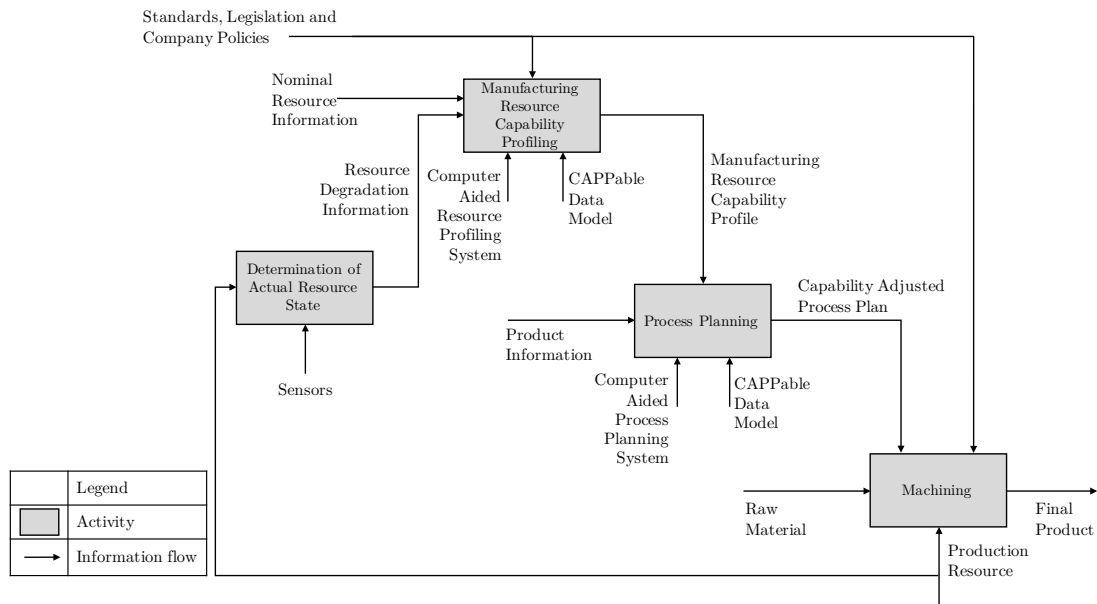 Standards, Legislation and
Company Policies
Nominal
Resource
Information
Manufacturing
Resource
Capability
Profiling
Resource
Degradation
Information
Computer
Aided
Resource
Profiling
System
CAPPable
Data
Model
Manufacturing
Resource
Capability
Profile
Determination of
Actual Resource
State
Sensors
Product
Information
Process Planning
Capability Adjusted
Process Plan
Computer
Aided
Process
Planning
System
CAPPable
Data
Model
Machining
Raw
Material
Final
Product
Production
Resource
Legend
Activity
Information flow